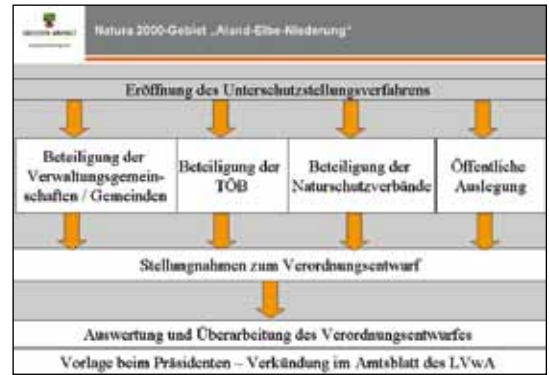 Natura 2000-Gebiet „Aland-Elbe-Niederung“
Eröffnung des Unterschutzstellungsverfahrens
Beteiligung der
Verwaltungsgemein-
schaften / Gemeinden
Beteiligung der
TÖB
Beteiligung der
Naturschutzverbände
Öffentliche
Auslegung
Stellungnahmen zum Verordnungsentwurf
Auswertung und Überarbeitung des Verordnungsentwurfes
Vorlage beim Präsidenten – Verkündung im Amtsblatt des LVwA